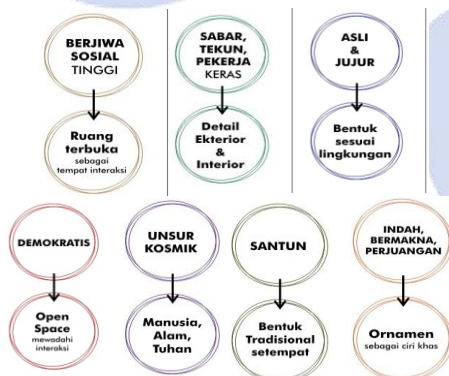 BERJIWA
SOSIAL
TINGGI
Ruang
terbuka
sebagai
tempat interaksi
SABAR,
TEKUN,
PEKERJA
KERAS
Detail
Ekterior
&
Interior
ASLI
&
JUJUR
Bentuk
sesuai
lingkungan
DEMOKRATIS
Open
Space
mewadahi
interaksi
UNSUR
KOSMIK
Manusia,
Alam,
Tuhan
SANTUN
Bentuk
Tradisional
setempat
INDAH,
BERMAKNA,
PERJUANGAN
Ornamen
sebagai ciri khas